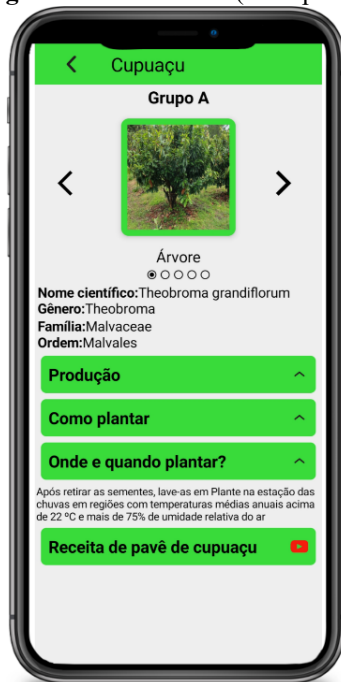 Cupuaçu
Grupo A
Árvore
Nome científico:Theobroma grandiflorum
Gênero:Theobroma
Família:Malvaceae
Ordem:Malvales
Produção
Como plantar
Onde e quando plantar?
Após retirar as sementes, lave-as em Plante na estação das
chuvas em regiões com temperaturas médias anuais acima
de 22 ºC e mais de 75% de umidade relativa do ar
Receita de pavê de cupuaçu